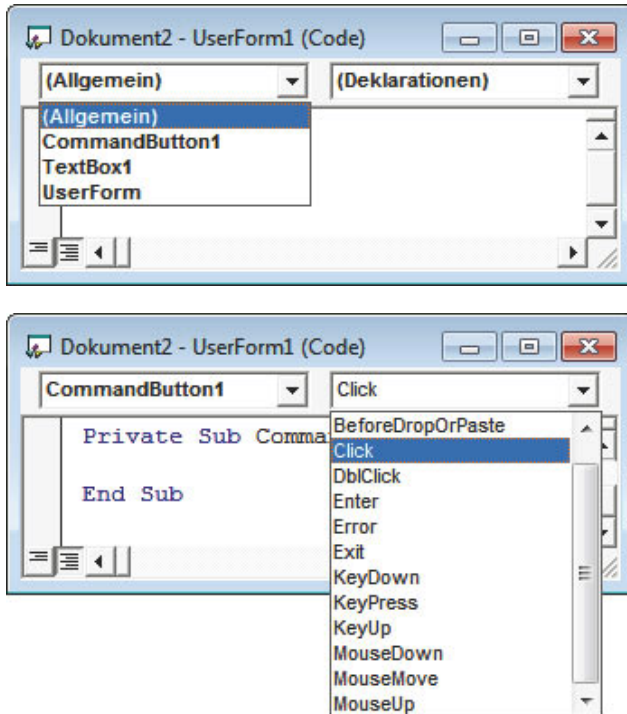 Dokument2 - UserForm1 (Code)
(Allgemein) (Deklarationen)
(Allgemein)
CommandButton1
TextBox1
UserForm
Dokument2 - UserForm1 (Code)
CommandButton1 Click
Private Sub Comma
End Sub
BeforeDropOrPaste
Click
DblClick
Enter
Error
Exit
KeyDown
KeyPress
KeyUp
MouseDown
MouseMove
MouseUp